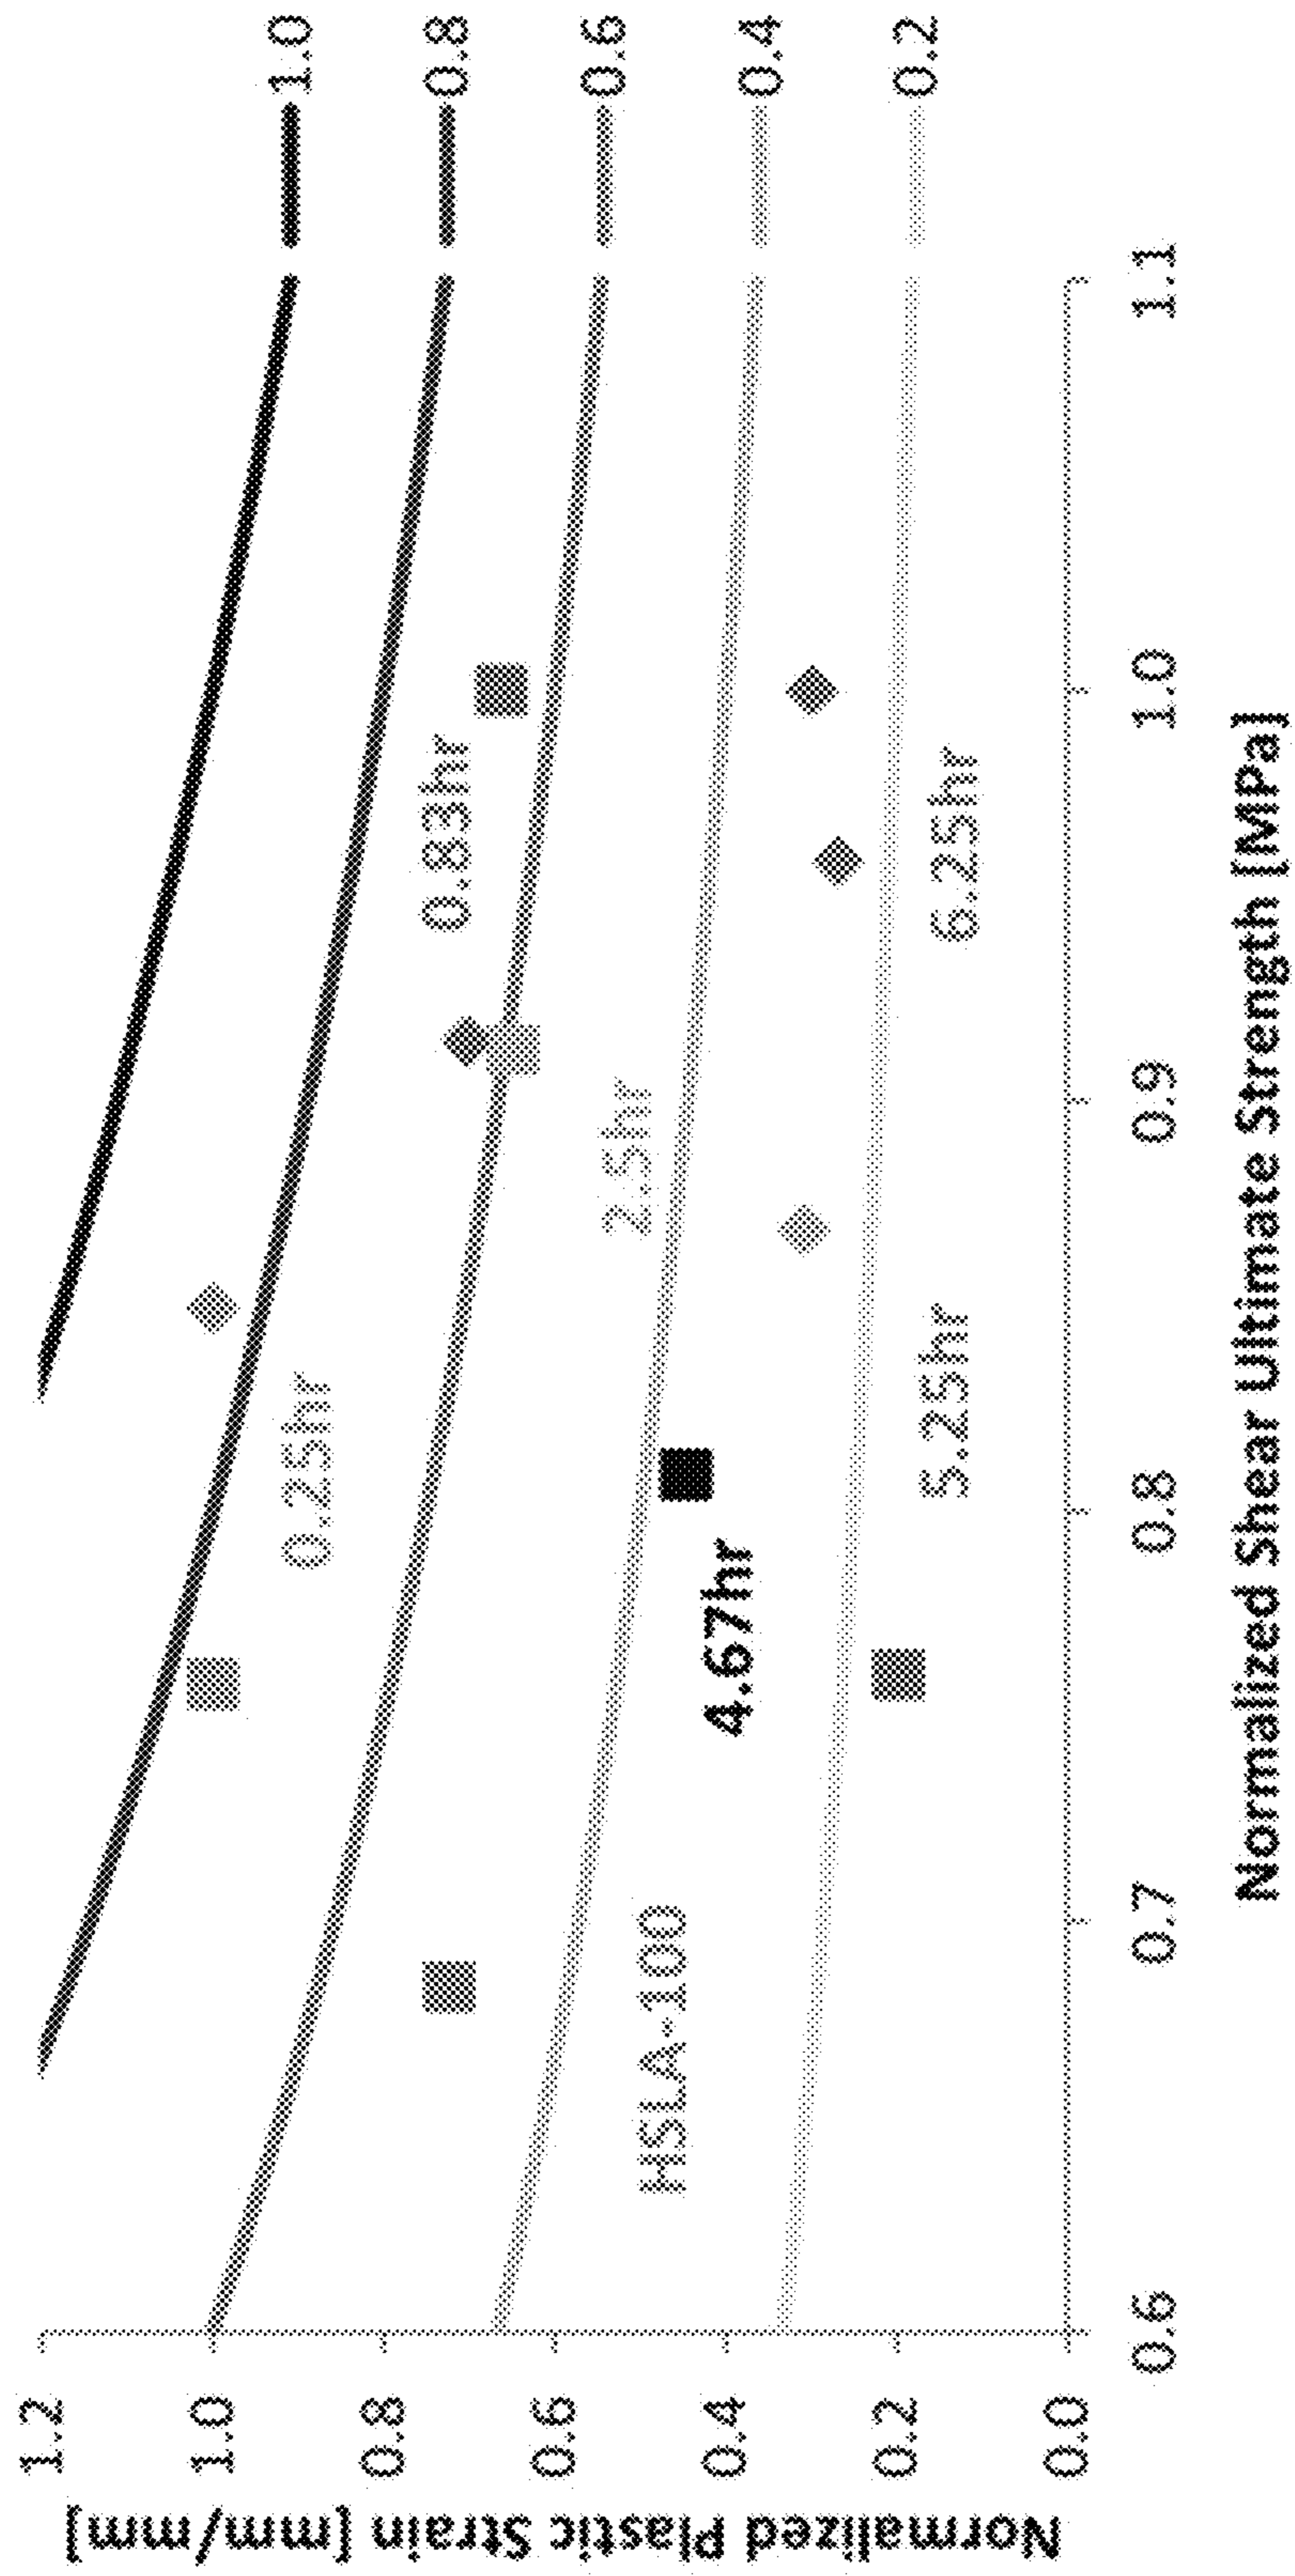 Normalized Plastic Strain [mm/mm]
1.2
1.0
0.8
0.6
0.4
0.2
0.0
0.6
0.7
0.8
0.9
1.0
1.1
Normalized Shear Ultimate Strength [MPa]
HSLA-100
0.25hr
4.67hr
5.25hr
2.5hr
0.83hr
6.25hr
1.0
0.8
0.6
0.4
0.2